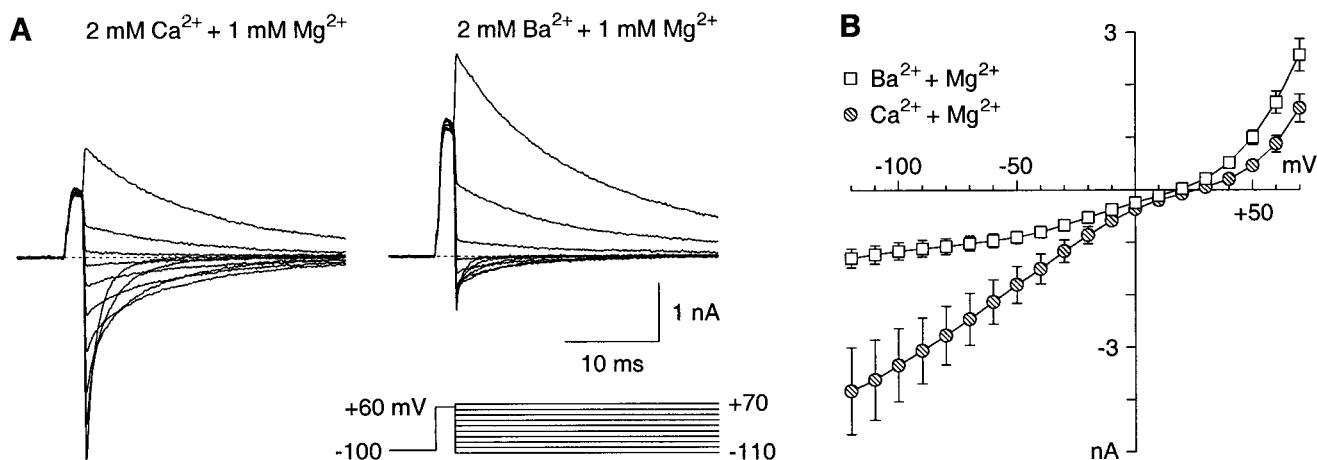 A
2 mM Ca2+ + 1 mM Mg2+
2 mM Ba2+ + 1 mM Mg2+
1 nA
10 ms
+60 mV
-100
+70
-110
B
3
Ba2+ + Mg2+
Ca2+ + Mg2+
-100
-50
mV
+50
-3
nA